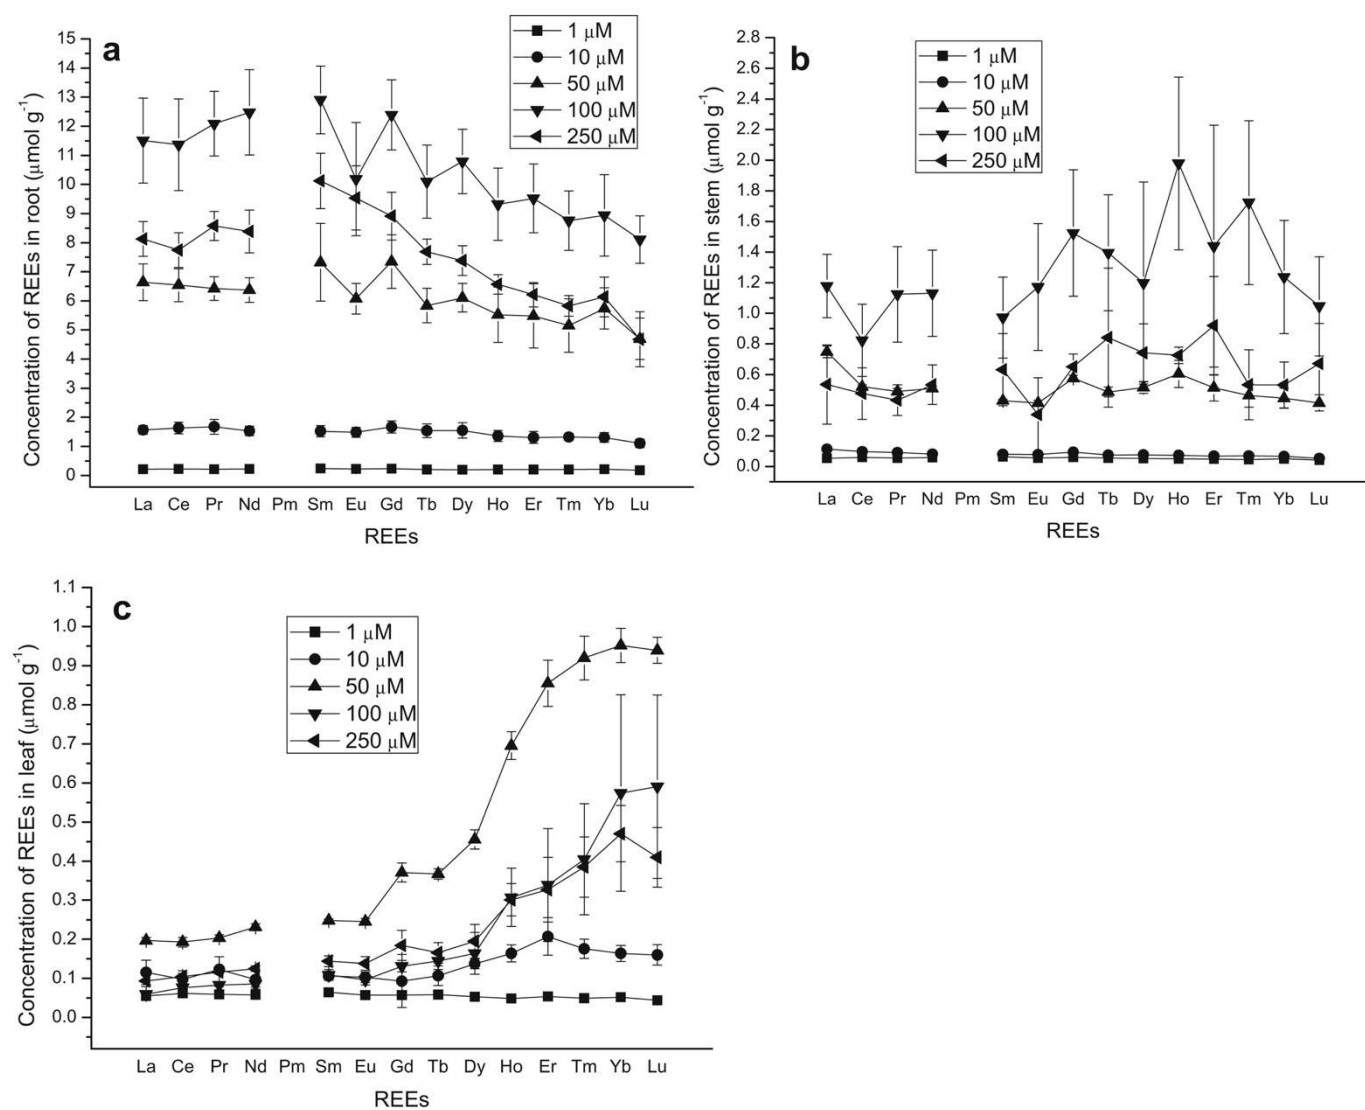 a
1 μM
10 μM
50 μM
100 μM
250 μM
15
14
13
12
11
10
9
8
7
6
5
4
3
2
1
0
Concentration of REEs in root (μmol g⁻¹)
La Ce Pr Nd Pm Sm Eu Gd Tb Dy Ho Er Tm Yb Lu
REEs
b
1 μM
10 μM
50 μM
100 μM
250 μM
2.8
2.6
2.4
2.2
2.0
1.8
1.6
1.4
1.2
1.0
0.8
0.6
0.4
0.2
0.0
Concentration of REEs in stem (μmol g⁻¹)
La Ce Pr Nd Pm Sm Eu Gd Tb Dy Ho Er Tm Yb Lu
REEs
c
1 μM
10 μM
50 μM
100 μM
250 μM
1.1
1.0
0.9
0.8
0.7
0.6
0.5
0.4
0.3
0.2
0.1
0.0
Concentration of REEs in leaf (μmol g⁻¹)
La Ce Pr Nd Pm Sm Eu Gd Tb Dy Ho Er Tm Yb Lu
REEs